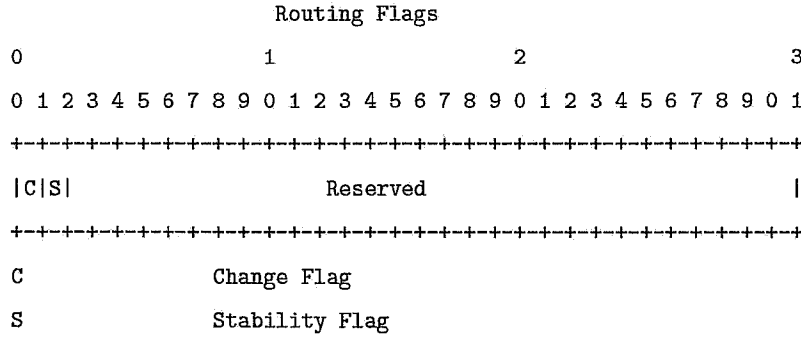 Routing Flags
0 1 2 3
0 1 2 3 4 5 6 7 8 9 0 1 2 3 4 5 6 7 8 9 0 1 2 3 4 5 6 7 8 9 0 1
+-+-+-+-+-+-+-+-+-+-+-+-+-+-+-+-+-+-+-+-+-+-+-+-+-+-+-+-+-+-+-+
|C|S| Reserved |
+-+-+-+-+-+-+-+-+-+-+-+-+-+-+-+-+-+-+-+-+-+-+-+-+-+-+-+-+-+-+-+
C Change Flag
S Stability Flag